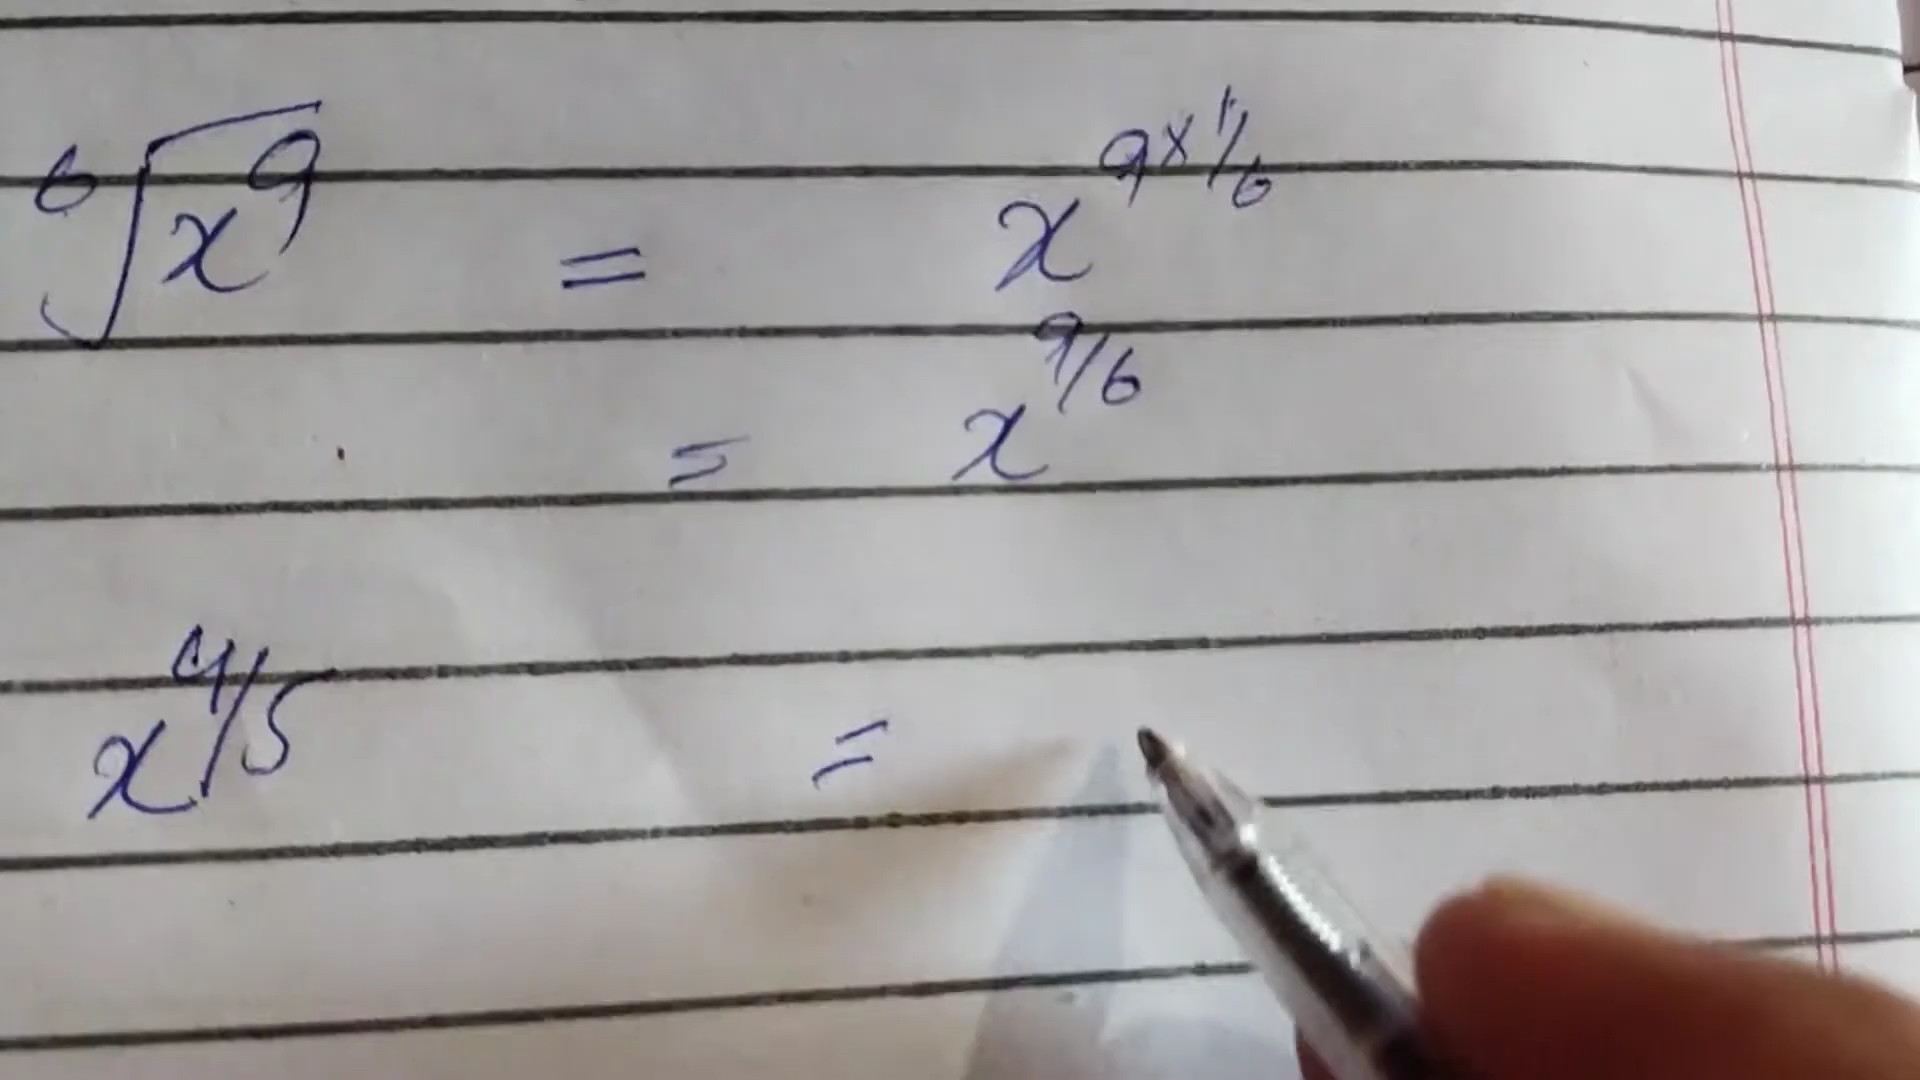 ⁶√x⁹ = x^(9×1/6)
= x^(9/6)
x^(4/5) =